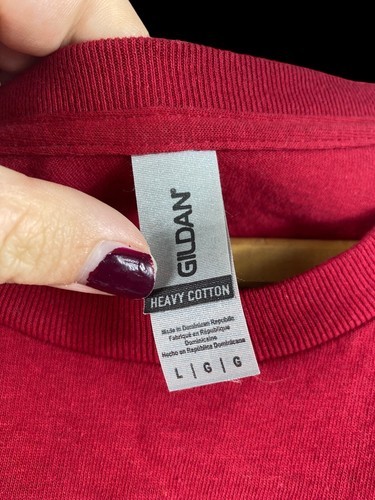 GILDAN®
HEAVY COTTON
Made in Dominican Republic
Fabriqué en République
Dominicaine
Hecho en República Dominicana
L | G | G